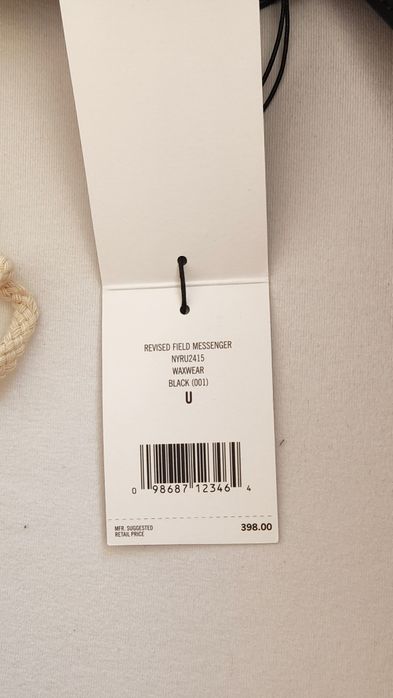 REVISED FIELD MESSENGER
NYRU2415
WAXWEAR
BLACK (001)
U
0 98687 12346 4
MFR. SUGGESTED
RETAIL PRICE
398.00